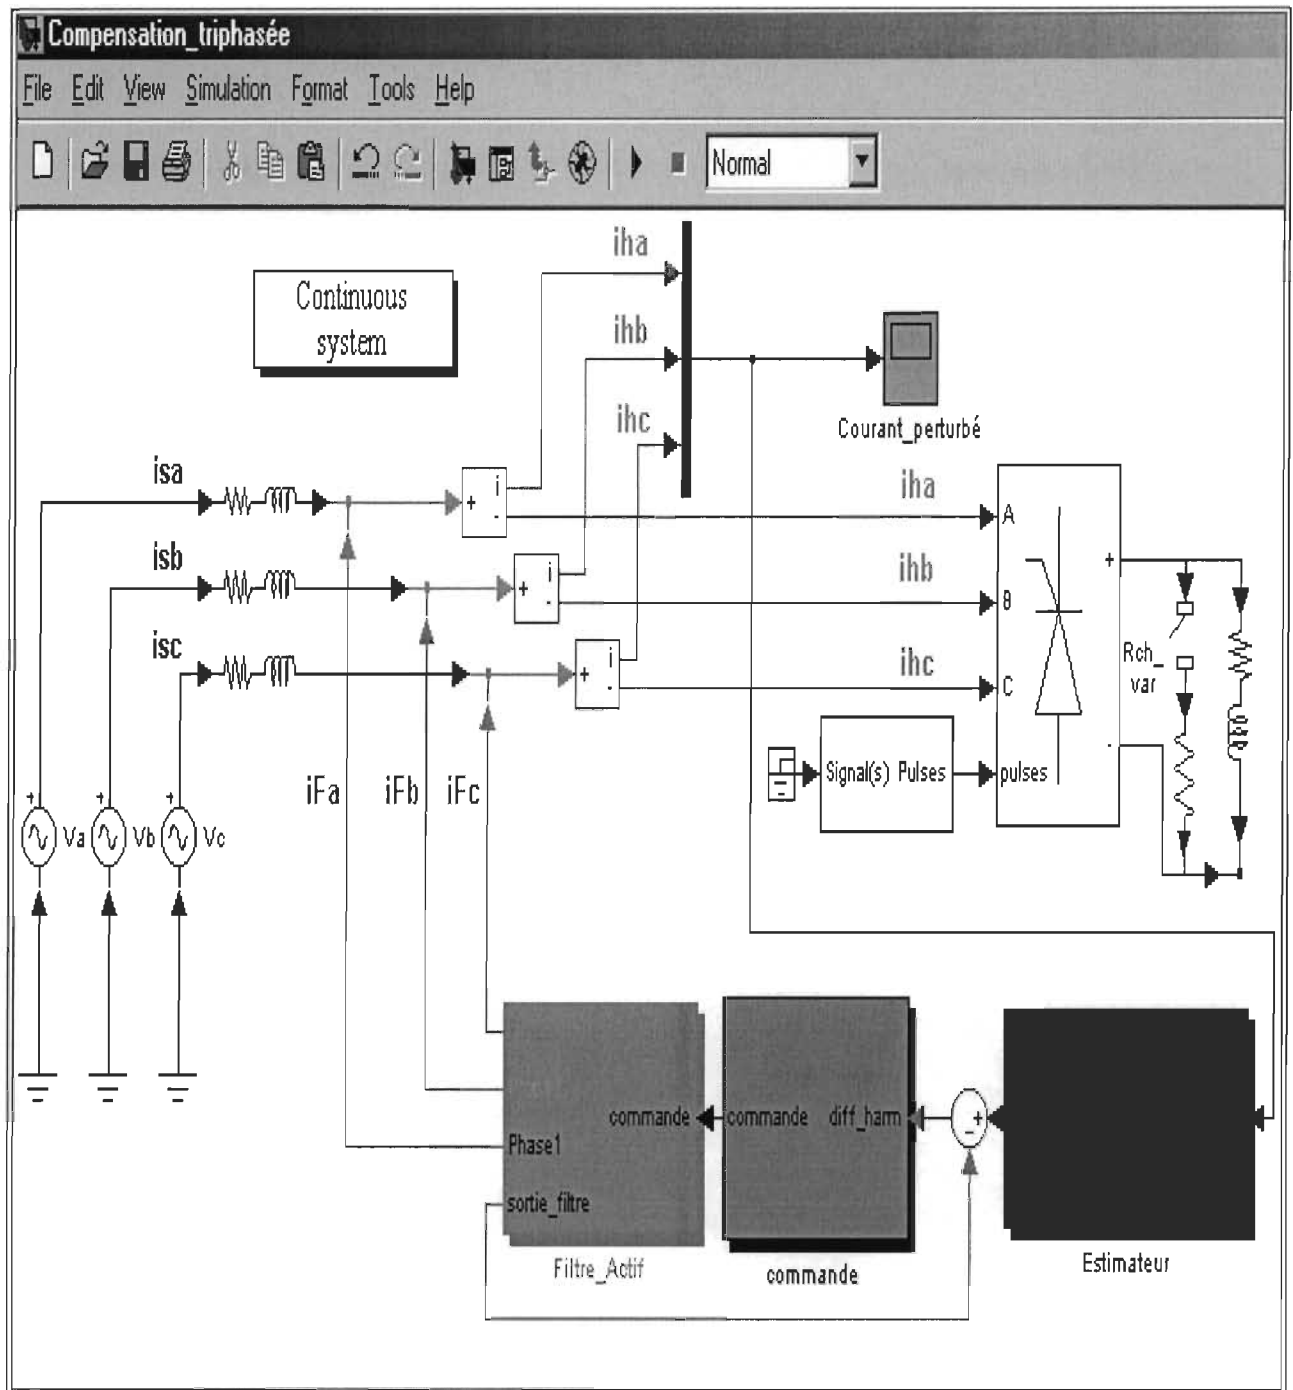 Compensation_triphasée
File Edit View Simulation Format Tools Help
Normal
Continuous
system
iha
ihb
ihc
Courant_perturbé
isa
isb
isc
i
+
-
i
+
-
i
+
-
iha
ihb
ihc
A
B
C
+
-
pulses
Rch_
var
Signal(s) Pulses
iFa iFb iFc
+ + +
Va Vb Vc
commande
Phase1
sortie_filtre
Filtre_Actif
commande diff_harm
commande
+
-
Estimateur